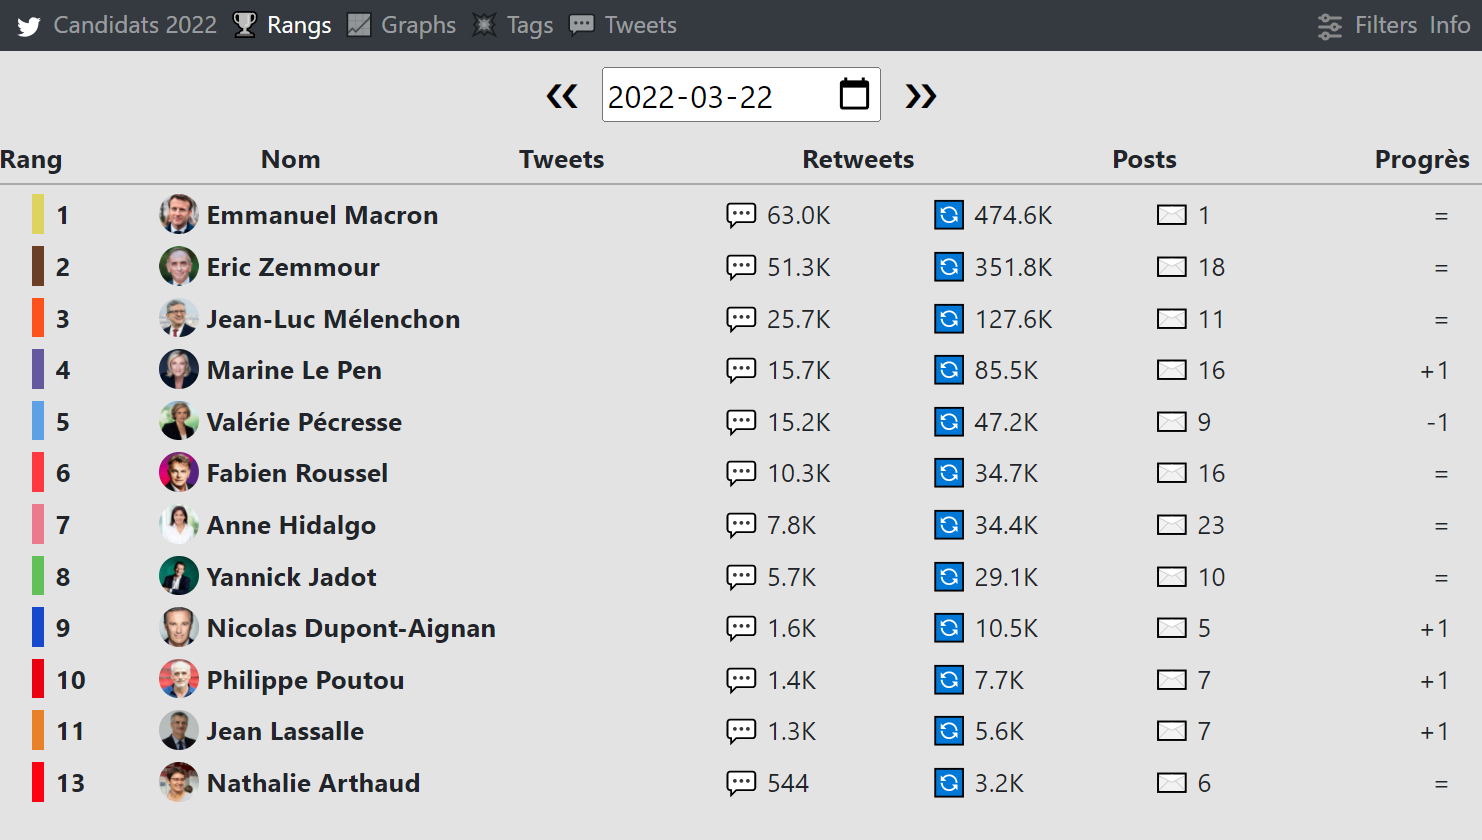 Candidats 2022 Rangs Graphs Tags Tweets Filters Info
« 2022-03-22 »
Rang Nom Tweets Retweets Posts Progrès
1 Emmanuel Macron 63.0K 474.6K 1 =
2 Eric Zemmour 51.3K 351.8K 18 =
3 Jean-Luc Mélenchon 25.7K 127.6K 11 =
4 Marine Le Pen 15.7K 85.5K 16 +1
5 Valérie Pécresse 15.2K 47.2K 9 -1
6 Fabien Roussel 10.3K 34.7K 16 =
7 Anne Hidalgo 7.8K 34.4K 23 =
8 Yannick Jadot 5.7K 29.1K 10 =
9 Nicolas Dupont-Aignan 1.6K 10.5K 5 +1
10 Philippe Poutou 1.4K 7.7K 7 +1
11 Jean Lassalle 1.3K 5.6K 7 +1
13 Nathalie Arthaud 544 3.2K 6 =